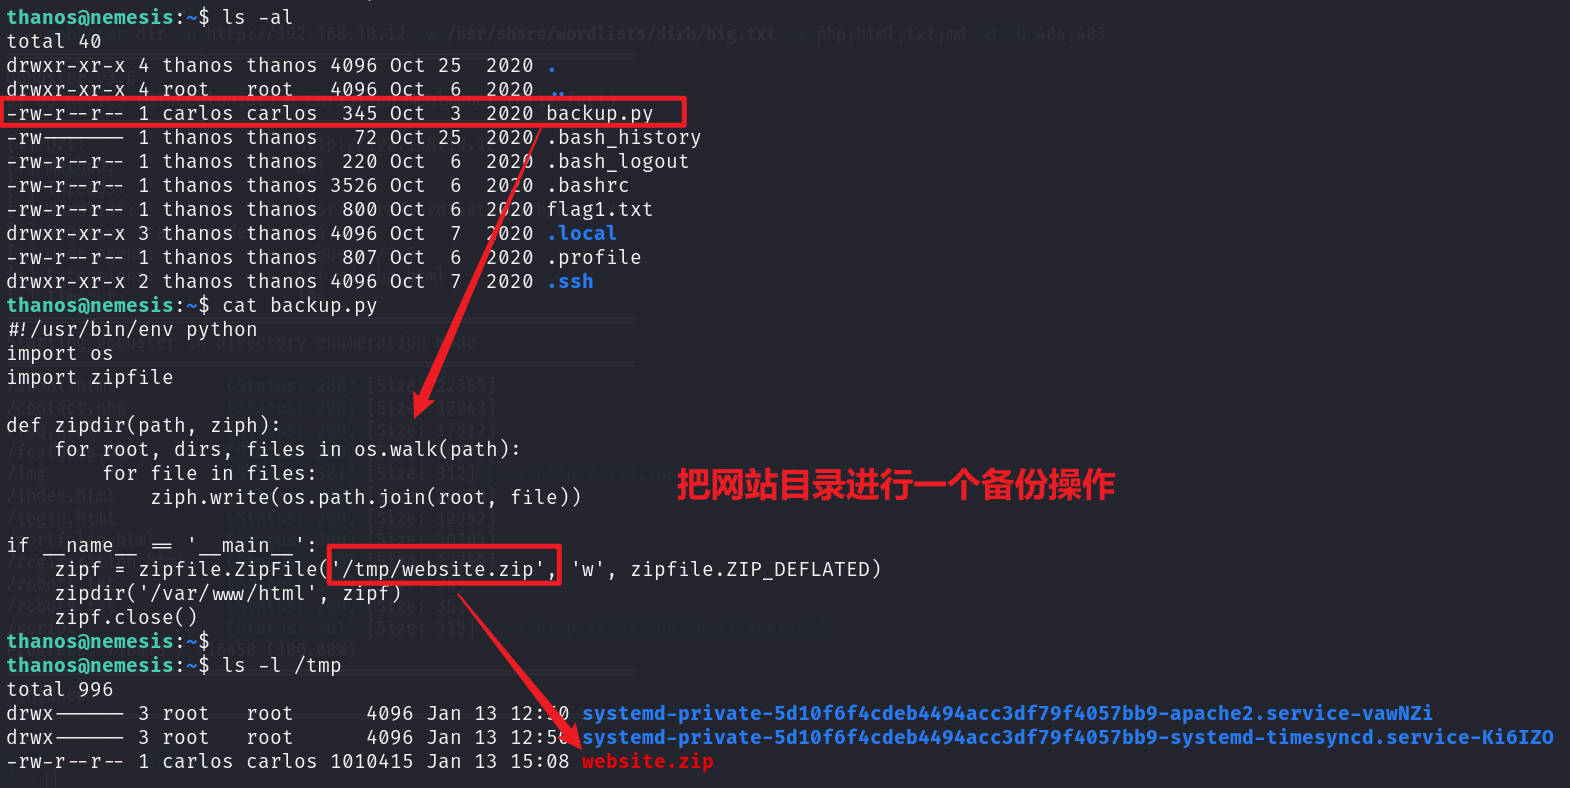 thanos@nemesis:~$ ls -al
total 40
drwxr-xr-x 4 thanos thanos 4096 Oct 25  2020 .
drwxr-xr-x 4 root   root   4096 Oct  6  2020 ..
-rw-r--r-- 1 carlos carlos  345 Oct  3  2020 backup.py
-rw------- 1 thanos thanos   72 Oct 25  2020 .bash_history
-rw-r--r-- 1 thanos thanos  220 Oct  6  2020 .bash_logout
-rw-r--r-- 1 thanos thanos 3526 Oct  6  2020 .bashrc
-rw-r--r-- 1 thanos thanos  800 Oct  6  2020 flag1.txt
drwxr-xr-x 3 thanos thanos 4096 Oct  7  2020 .local
-rw-r--r-- 1 thanos thanos  807 Oct  6  2020 .profile
drwxr-xr-x 2 thanos thanos 4096 Oct  7  2020 .ssh
thanos@nemesis:~$ cat backup.py
#!/usr/bin/env python
import os
import zipfile
def zipdir(path, ziph):
    for root, dirs, files in os.walk(path):
        for file in files:
            ziph.write(os.path.join(root, file))
把网站目录进行一个备份操作
if __name__ == '__main__':
    zipf = zipfile.ZipFile('/tmp/website.zip', 'w', zipfile.ZIP_DEFLATED)
    zipdir('/var/www/html', zipf)
    zipf.close()
thanos@nemesis:~$
thanos@nemesis:~$ ls -l /tmp
total 996
drwx------ 3 root   root      4096 Jan 13 12:50 systemd-private-5d10f6f4cdeb4494acc3df79f4057bb9-apache2.service-vawNZi
drwx------ 3 root   root      4096 Jan 13 12:50 systemd-private-5d10f6f4cdeb4494acc3df79f4057bb9-systemd-timesyncd.service-Ki6IZO
-rw-r--r-- 1 carlos carlos 1010415 Jan 13 15:08 website.zip